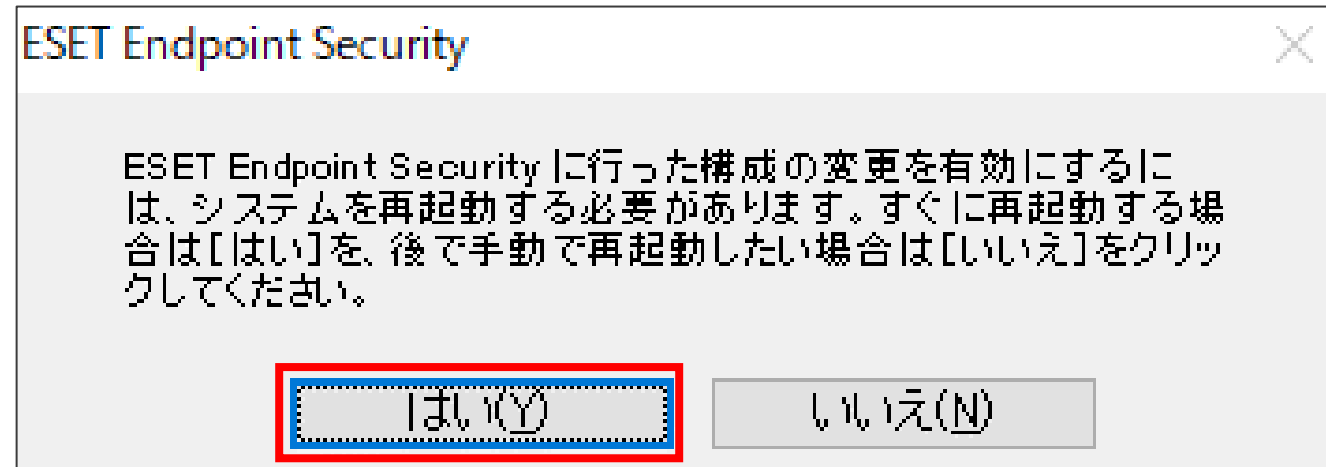 ESET Endpoint Security
ESET Endpoint Security に行った構成の変更を有効にするに
は、システムを再起動する必要があります。すぐに再起動する場
合は[はい]を、後で手動で再起動したい場合は[いいえ]をクリッ
クしてください。
はい(Y)
いいえ(N)